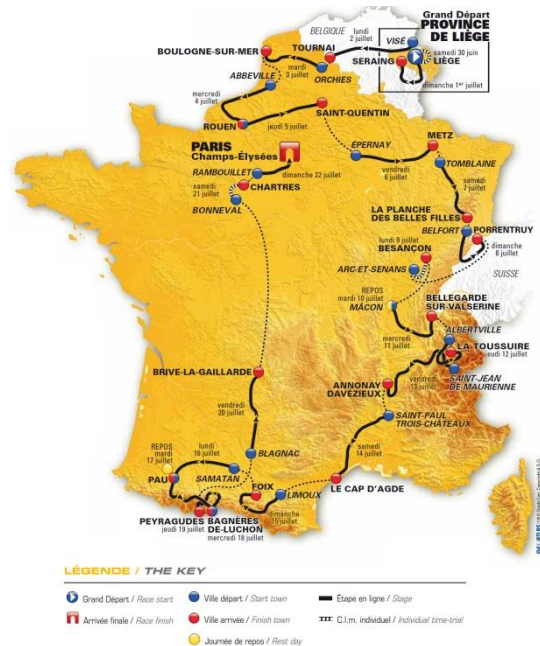 Grand Départ
PROVINCE
DE LIÈGE
BELGIQUE
lundi
2 juillet
VISÉ
TOURNAI
SERAING
LIÈGE
samedi 30 juin
dimanche 1er juillet
BOULOGNE-SUR-MER
mardi
3 juillet
ORCHIES
ABBEVILLE
mercredi
4 juillet
SAINT-QUENTIN
ROUEN
jeudi 5 juillet
PARIS
Champs-Élysées
ÉPERNAY
METZ
RAMBOUILLET
dimanche 22 juillet
vendredi
6 juillet
TOMBLAINE
samedi
21 juillet
CHARTRES
samedi
7 juillet
BONNEVAL
LA PLANCHE
DES BELLES FILLES
BELFORT
PORRENTRUY
lundi 9 juillet
BESANÇON
dimanche
8 juillet
ARC-ET-SENANS
SUISSE
REPOS
mardi 10 juillet
MÂCON
BELLEGARDE
SUR-VALSERINE
mercredi
11 juillet
ALBERTVILLE
LA TOUSSUIRE
jeudi 12 juillet
BRIVE-LA-GAILLARDE
ANNONAY
DAVÉZIEUX
vendredi
13 juillet
SAINT-JEAN
DE MAURIENNE
vendredi
20 juillet
SAINT-PAUL
TROIS-CHÂTEAUX
samedi
14 juillet
REPOS
mardi
17 juillet
lundi
16 juillet
BLAGNAC
SAMATAN
PAU
FOIX
LIMOUX
LE CAP D'AGDE
dimanche
15 juillet
PEYRAGUDES
jeudi 19 juillet
BAGNÈRES
DE-LUCHON
mercredi 18 juillet
LÉGENDE / THE KEY
Grand Départ / Race start
Ville départ / Start town
Étape en ligne / Stage
Arrivée finale / Race finish
Ville arrivée / Finish town
C.l.m. individuel / Individual time-trial
Journée de repos / Rest day